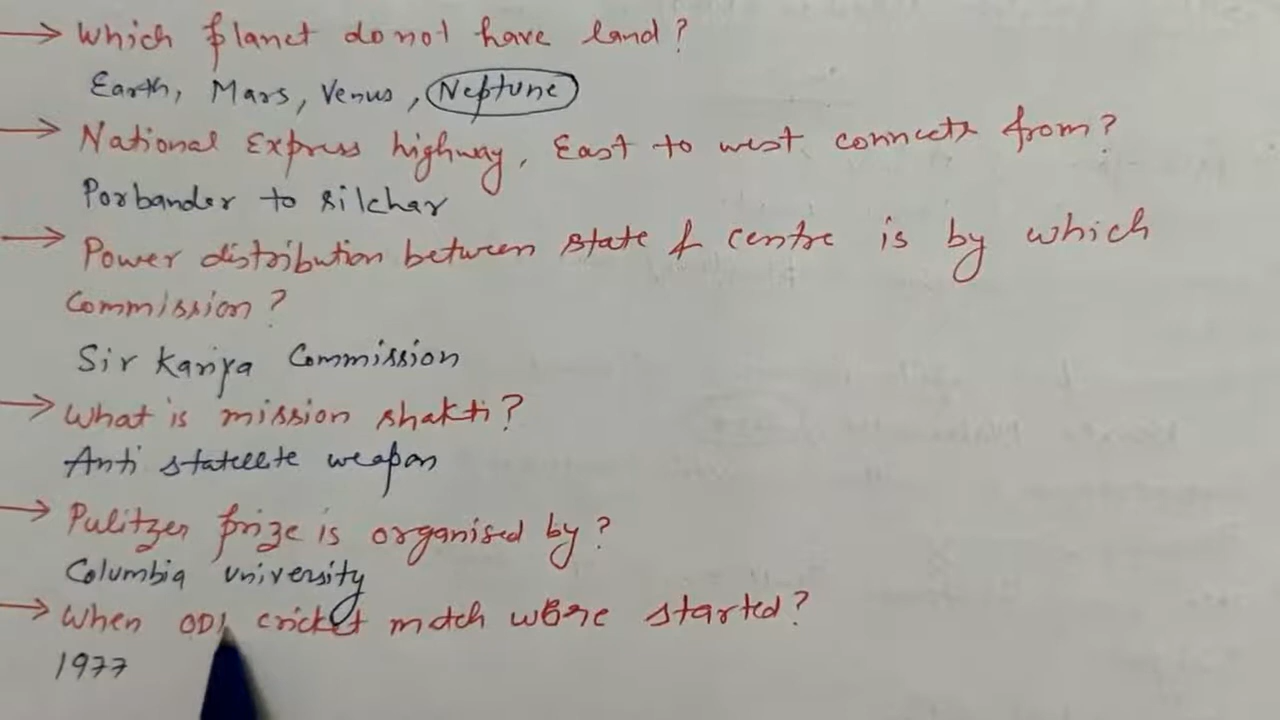 → Which planet do not have land?
Earth, Mars, Venus, Neptune
→ National Express highway, East to west connects from?
Porbander to silchar
→ Power distribution between state & centre is by which
Commission?
Sir Kariya Commission
→ What is mission shakti?
Anti statellete weapon
→ Pulitzer prize is organised by?
Columbia university
→ When ODI cricket match were started?
1977